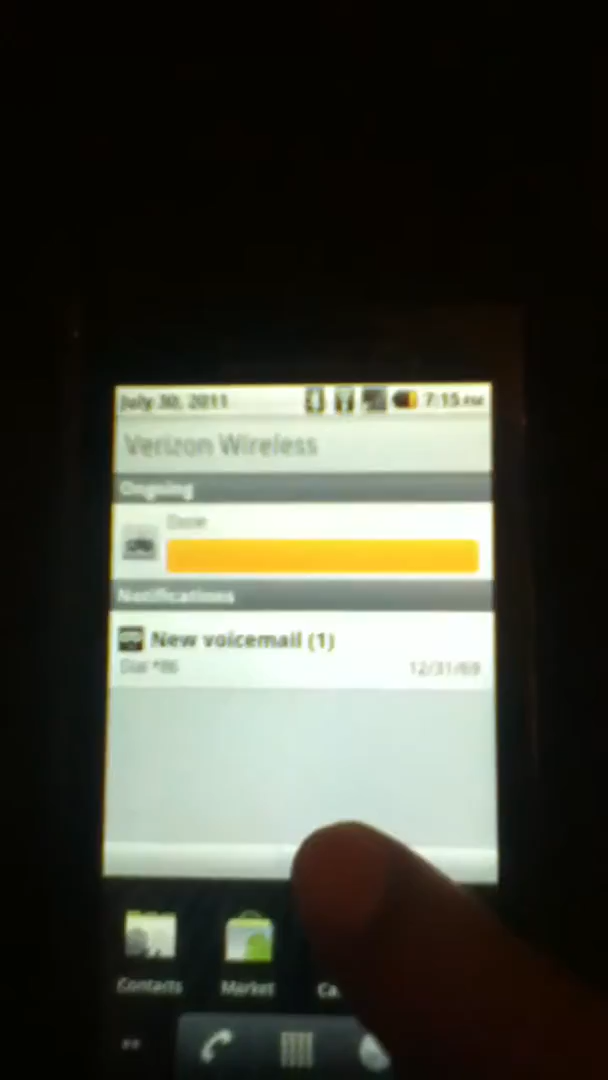 July 30, 2011 7:15 PM
Verizon Wireless
Ongoing
Notifications
New voicemail (1)
Dial *86 12/31/69
Contacts Market